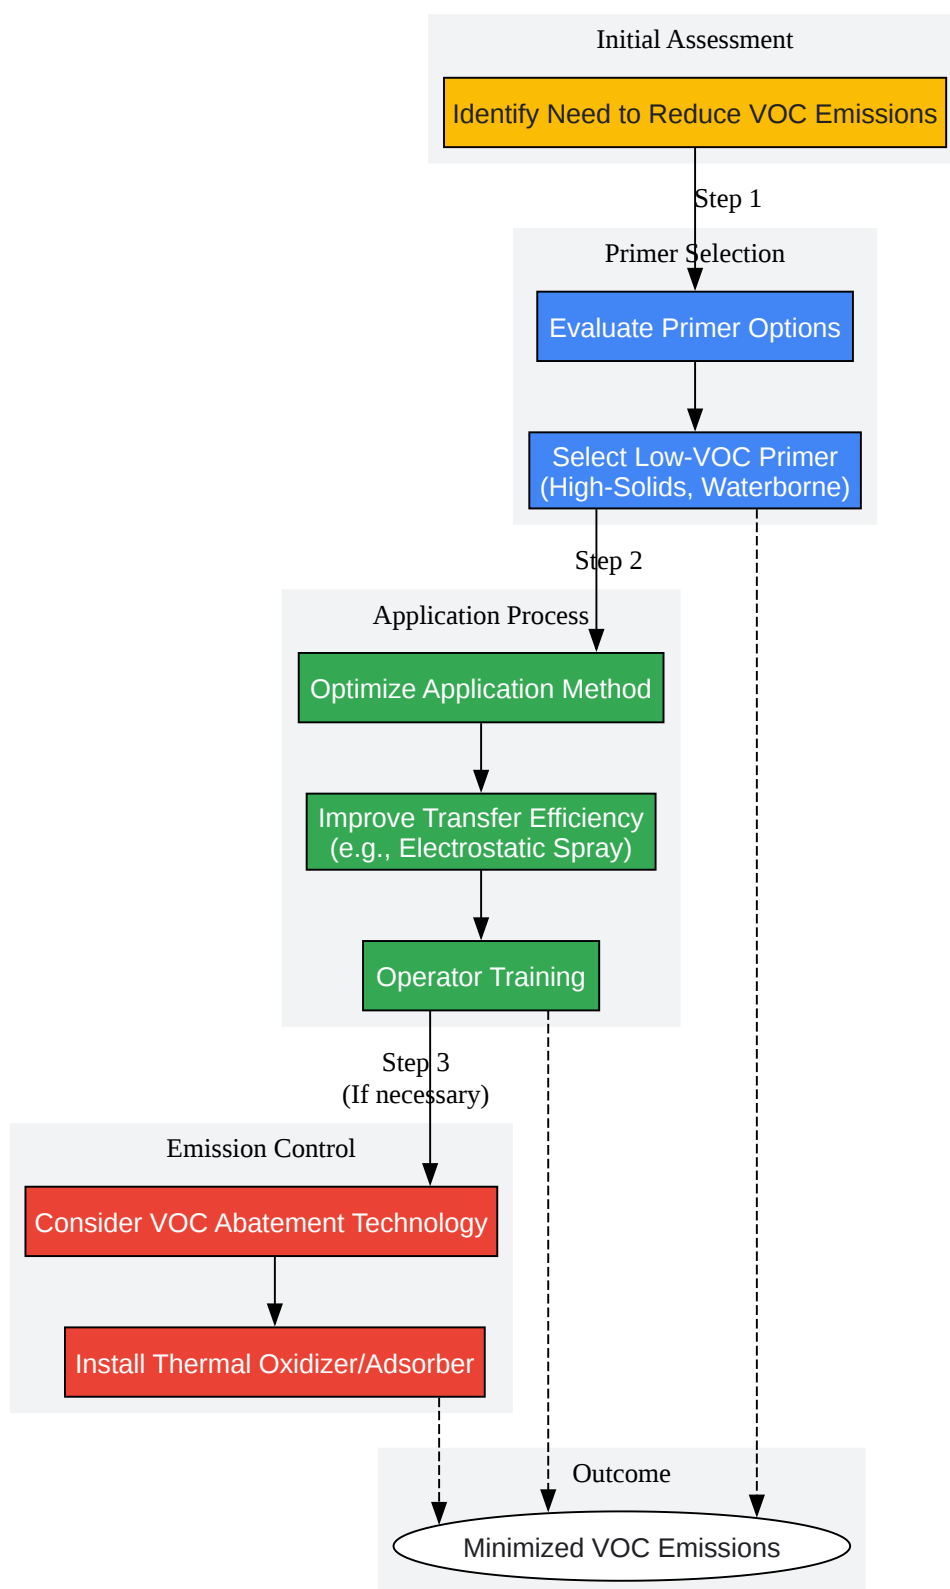 Initial Assessment
Identify Need to Reduce VOC Emissions
Step 1
Primer Selection
Evaluate Primer Options
Select Low-VOC Primer
(High-Solids, Waterborne)
Step 2
Application Process
Optimize Application Method
Improve Transfer Efficiency
(e.g., Electrostatic Spray)
Operator Training
Step 3
(If necessary)
Emission Control
Consider VOC Abatement Technology
Install Thermal Oxidizer/Adsorber
Outcome
Minimized VOC Emissions